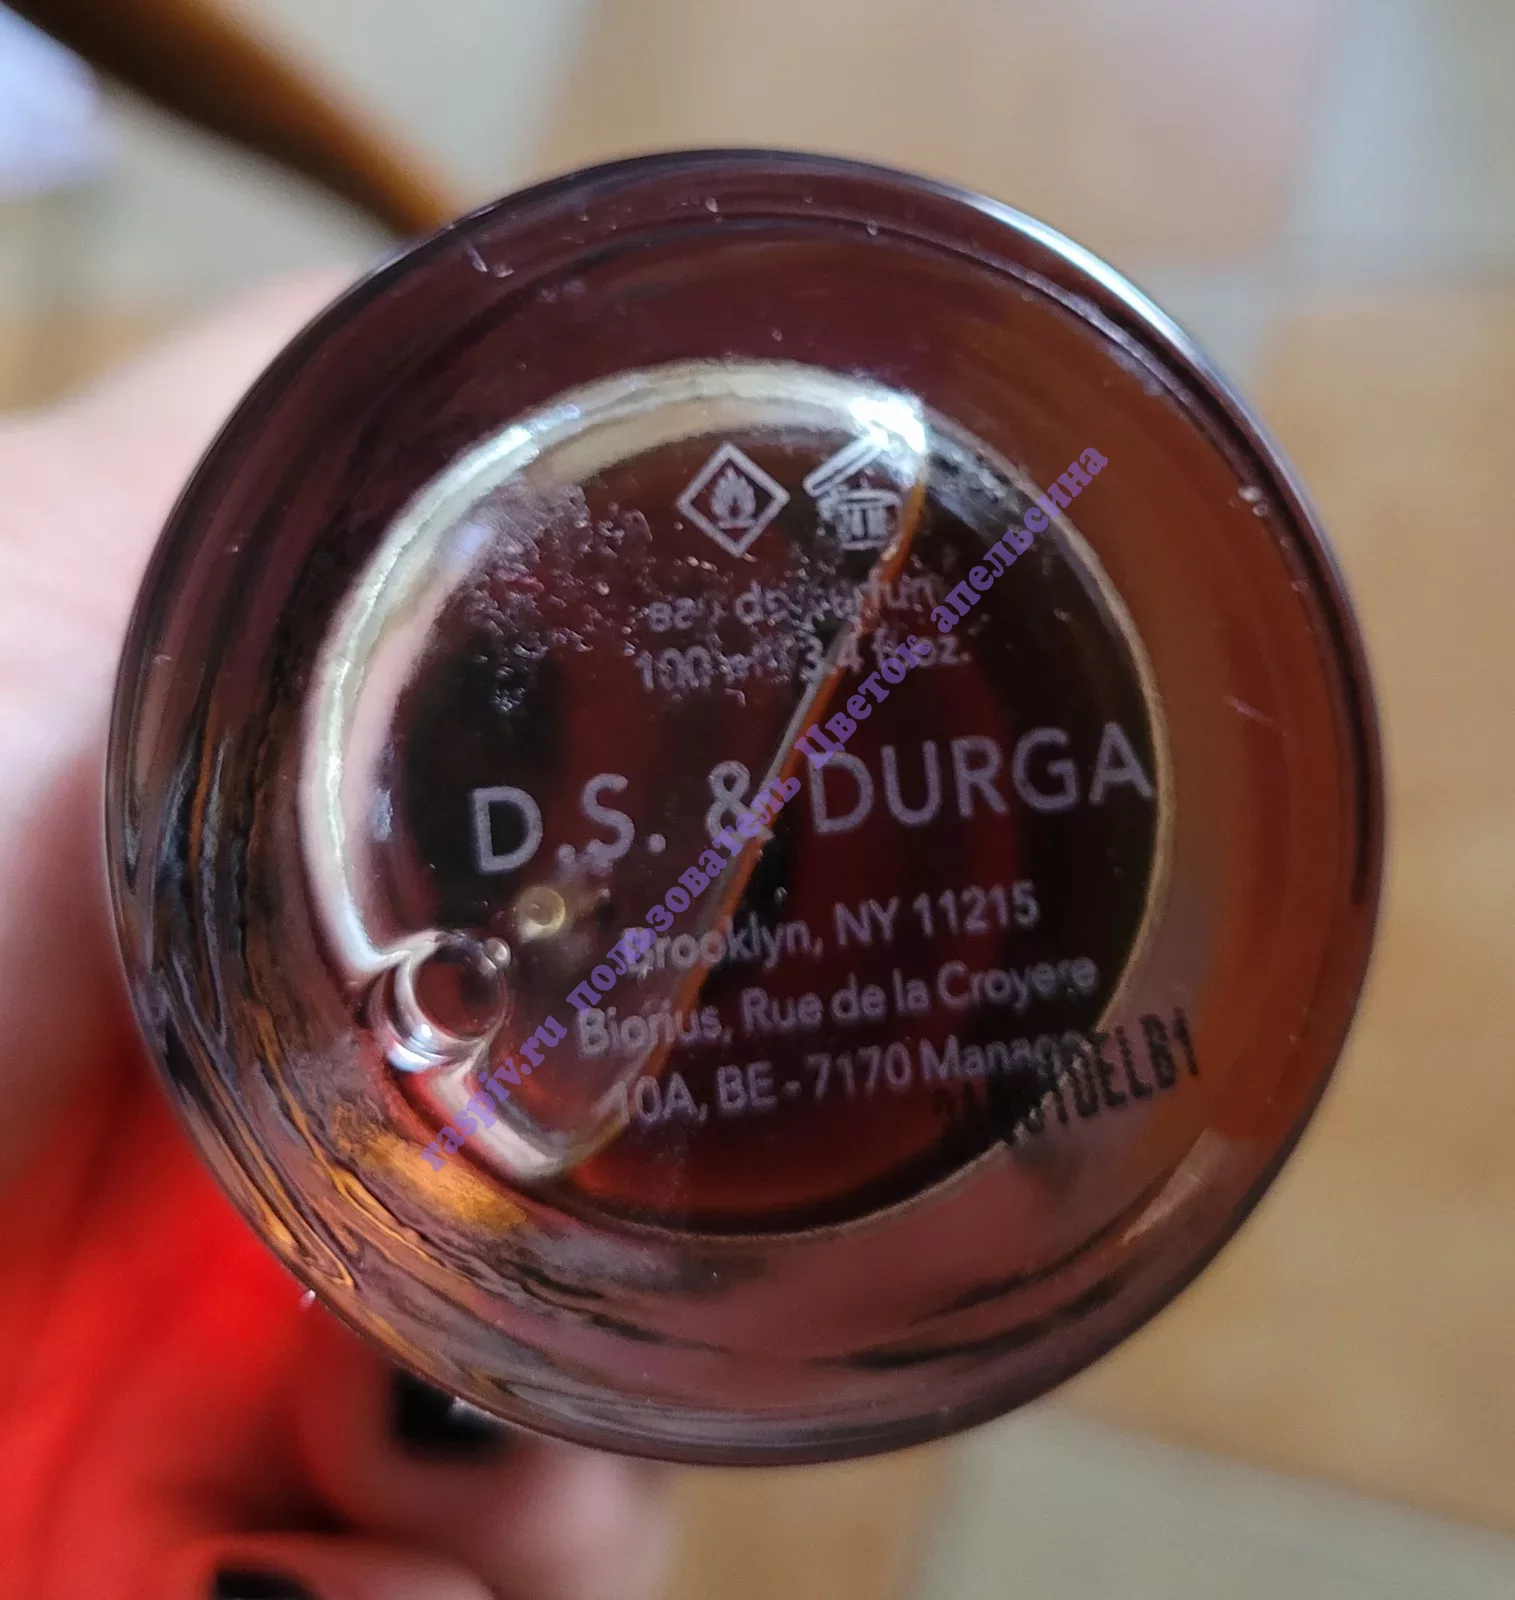 eau de parfum
100 ml 3.4 fl oz.
D.S. & DURGA
Brooklyn, NY 11215
Biorius, Rue de la Croyere
10A, BE - 7170 Manage
raspiv.ru пользователь Цветок апельсина